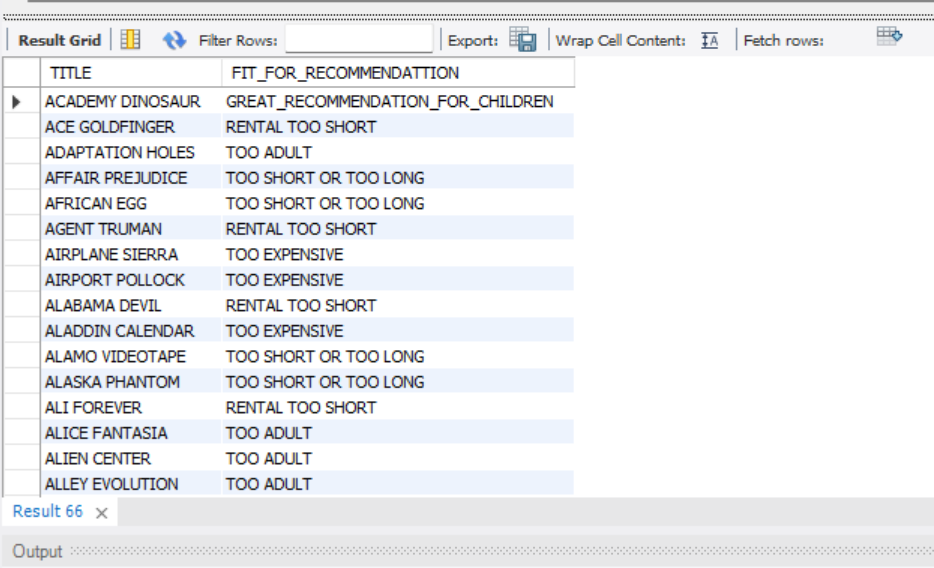 Result Grid Filter Rows: Export: Wrap Cell Content: IA Fetch rows:
TITLE FIT_FOR_RECOMMENDATTION
ACADEMY DINOSAUR GREAT_RECOMMENDATION_FOR_CHILDREN
ACE GOLDFINGER RENTAL TOO SHORT
ADAPTATION HOLES TOO ADULT
AFFAIR PREJUDICE TOO SHORT OR TOO LONG
AFRICAN EGG TOO SHORT OR TOO LONG
AGENT TRUMAN RENTAL TOO SHORT
AIRPLANE SIERRA TOO EXPENSIVE
AIRPORT POLLOCK TOO EXPENSIVE
ALABAMA DEVIL RENTAL TOO SHORT
ALADDIN CALENDAR TOO EXPENSIVE
ALAMO VIDEOTAPE TOO SHORT OR TOO LONG
ALASKA PHANTOM TOO SHORT OR TOO LONG
ALI FOREVER RENTAL TOO SHORT
ALICE FANTASIA TOO ADULT
ALIEN CENTER TOO ADULT
ALLEY EVOLUTION TOO ADULT
Result 66
Output